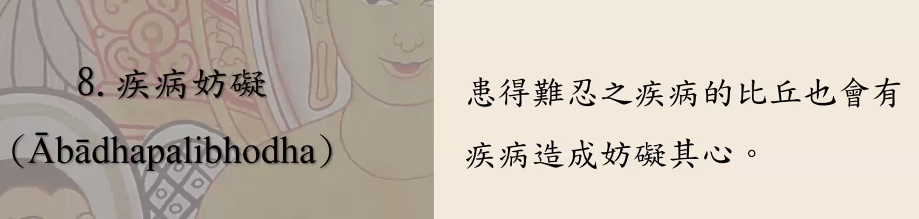 8. 疾病妨礙
(Ābādhapalibhodha)
患得難忍之疾病的比丘也會有
疾病造成妨礙其心。